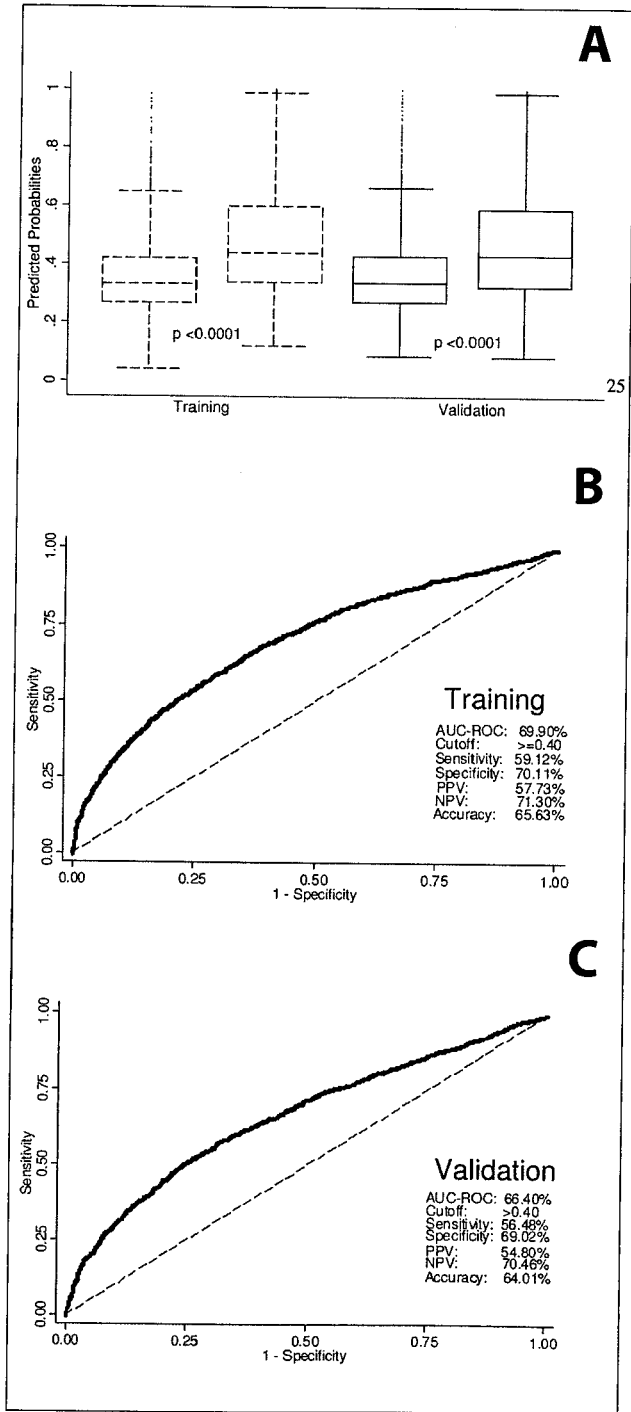 A
Predicted Probabilities
1
.8
.6
.4
.2
0
p <0.0001
p <0.0001
25
Training
Validation
B
Sensitivity
1.00
0.75
0.50
0.25
0.00
Training
AUC-ROC: 69.90%
Cutoff: >=0.40
Sensitivity: 59.12%
Specificity: 70.11%
PPV: 57.73%
NPV: 71.30%
Accuracy: 65.63%
0.00 0.25 0.50 0.75 1.00
1 - Specificity
C
Sensitivity
1.00
0.75
0.50
0.25
0.00
Validation
AUC-ROC: 66.40%
Cutoff: >0.40
Sensitivity: 56.48%
Specificity: 69.02%
PPV: 54.80%
NPV: 70.46%
Accuracy: 64.01%
0.00 0.25 0.50 0.75 1.00
1 - Specificity